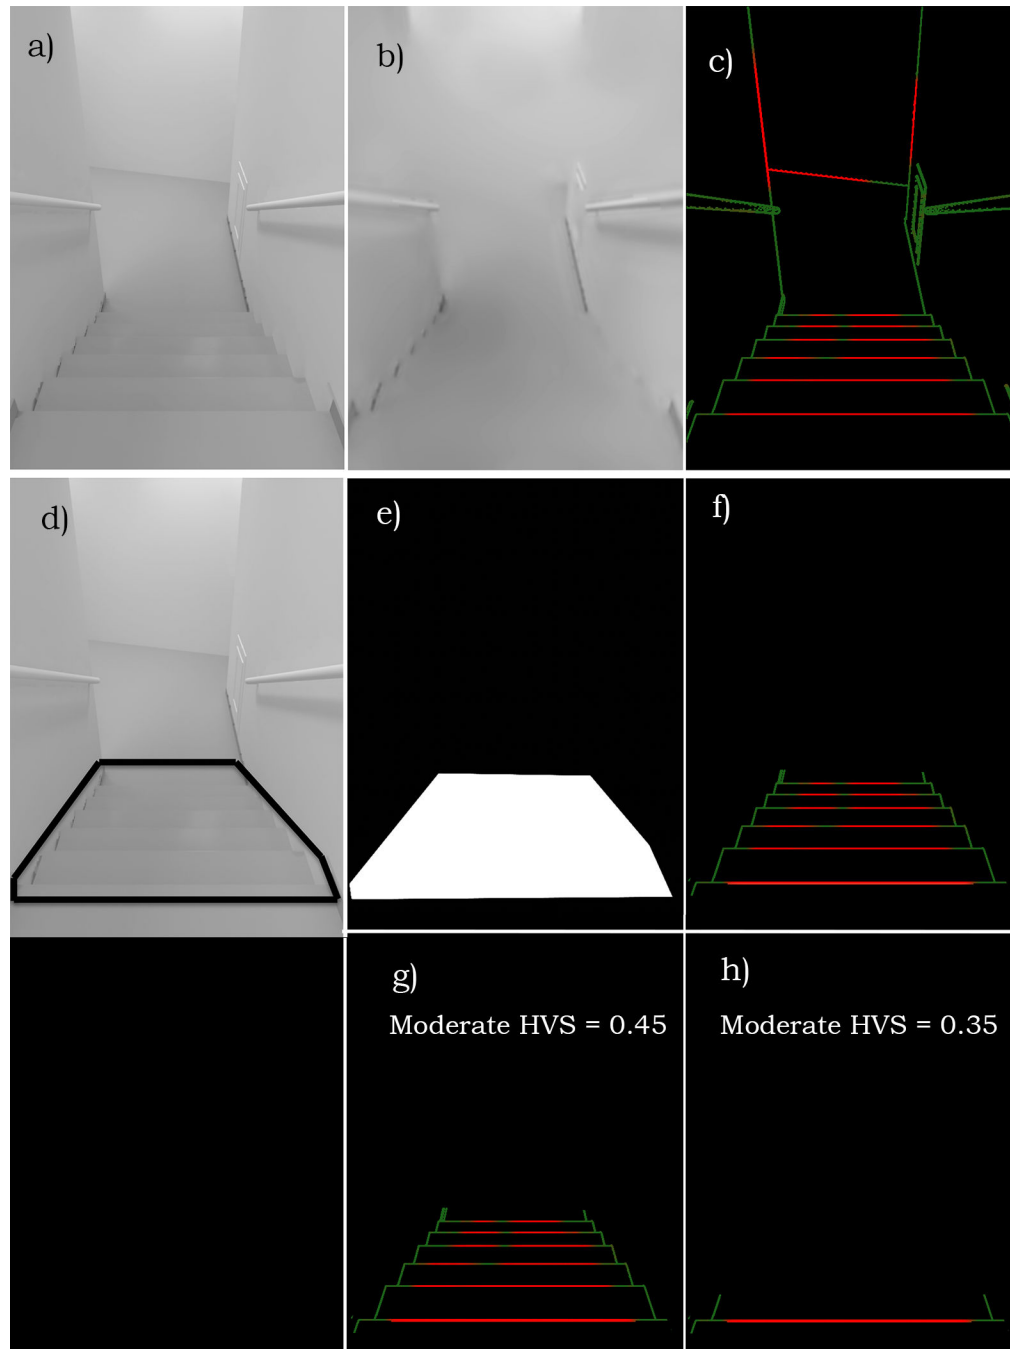 a)
b)
c)
d)
e)
f)
g)
Moderate HVS = 0.45
h)
Moderate HVS = 0.35